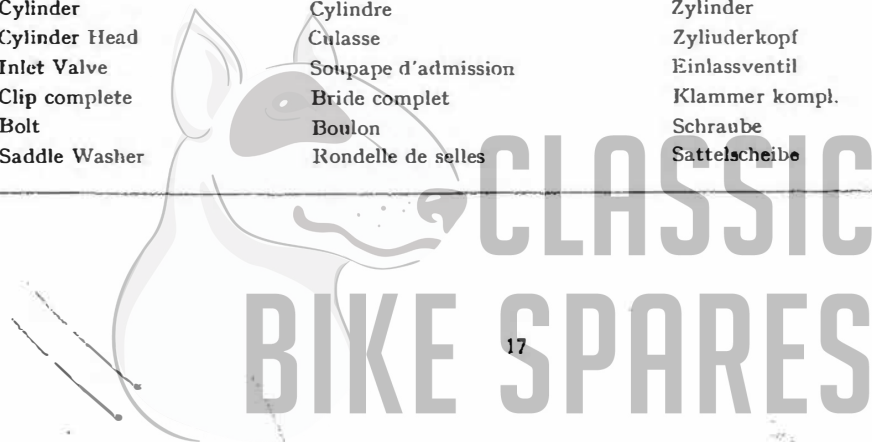 Cylinder Cylindre Zylinder
Cylinder Head Culasse Zyliuderkopf
Inlet Valve Soupape d'admission Einlassventil
Clip complete Bride complet Klammer kompl.
Bolt Boulon Schraube
Saddle Washer Rondelle de selles Sattelscheibe
CLASSIC
BIKE SPARES
17